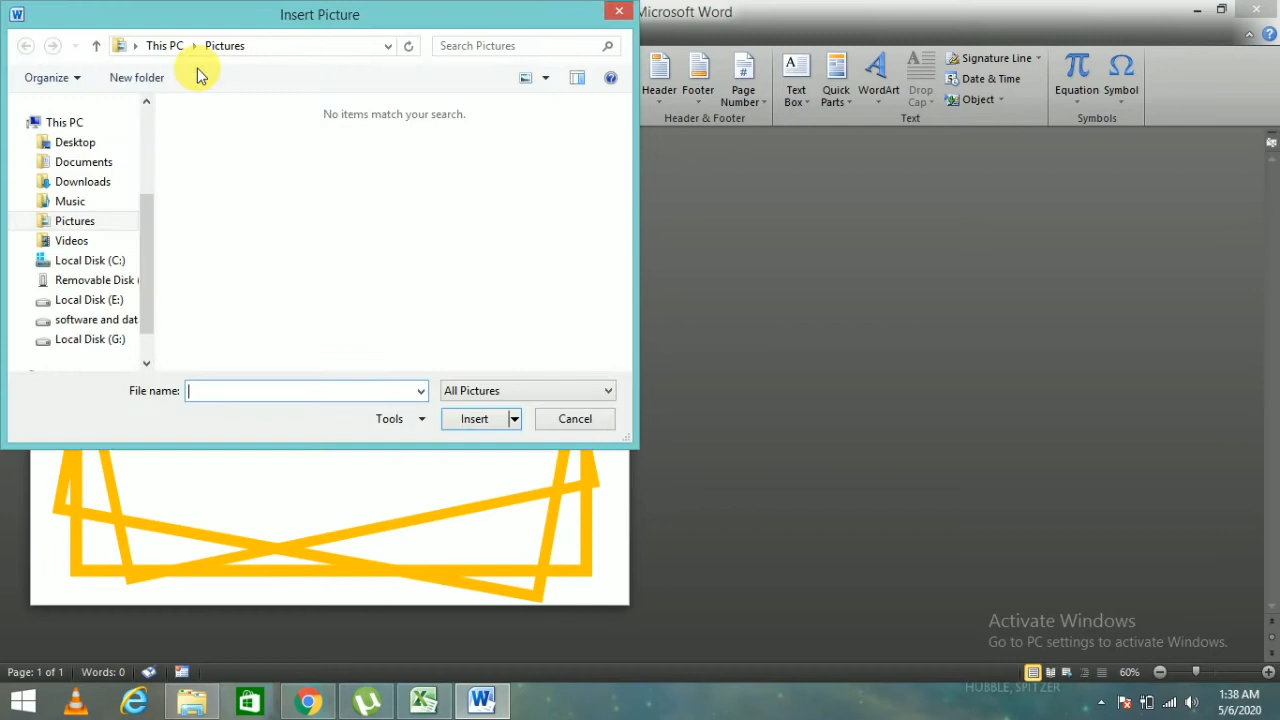 Insert Picture
Microsoft Word
This PC Pictures
Search Pictures
Organize
New folder
No items match your search.
This PC
Desktop
Documents
Downloads
Music
Pictures
Videos
Local Disk (C:)
Removable Disk (
Local Disk (E:)
software and dat
Local Disk (G:)
File name:
All Pictures
Tools
Insert
Cancel
Header
Footer
Page
Number
Header & Footer
Text
Box
Quick
Parts
WordArt
Drop
Cap
Signature Line
Date & Time
Object
Text
Equation
Symbol
Symbols
Activate Windows
Go to PC settings to activate Windows.
Page: 1 of 1
Words: 0
60%
HUBBLE, SPITZER
1:38 AM
5/6/2020